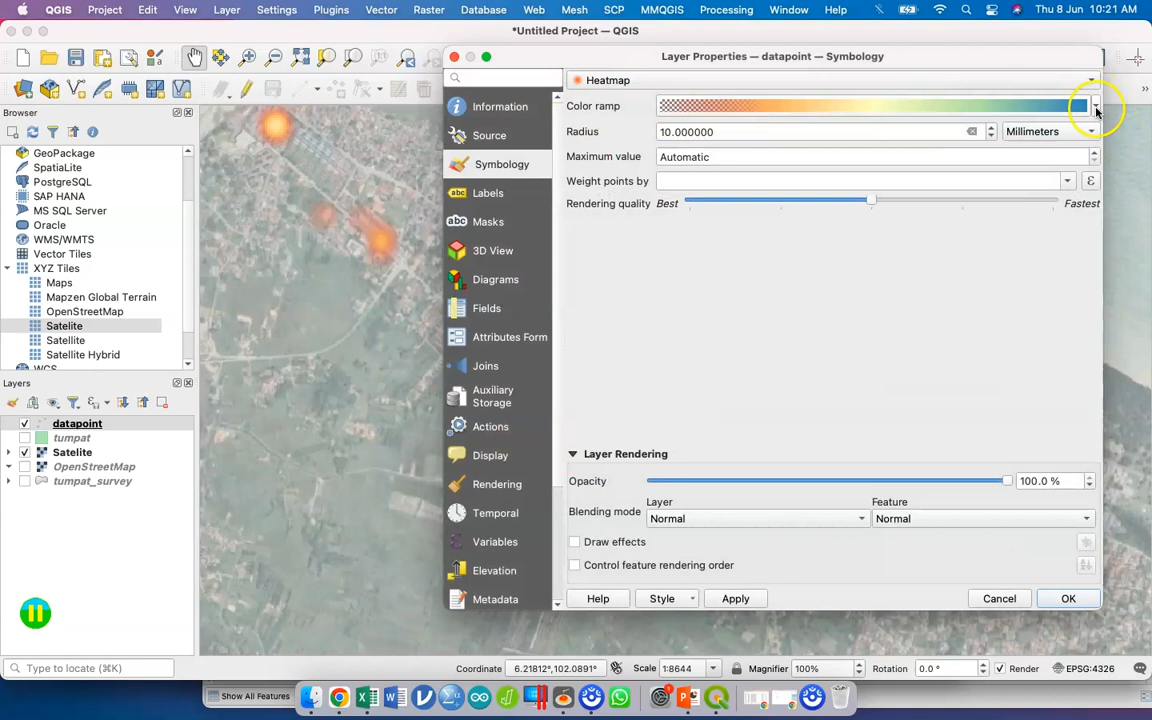 QGIS Project Edit View Layer Settings Plugins Vector Raster Database Web Mesh SCP MMQGIS Processing Window Help Thu 8 Jun 10:21 AM
*Untitled Project — QGIS
Layer Properties — datapoint — Symbology
Browser
GeoPackage
SpatiaLite
PostgreSQL
SAP HANA
MS SQL Server
Oracle
WMS/WMTS
Vector Tiles
XYZ Tiles
Maps
Mapzen Global Terrain
OpenStreetMap
Satelite
Satellite
Satellite Hybrid
WCS
Layers
datapoint
tumpat
Satelite
OpenStreetMap
tumpat_survey
Information
Source
Symbology
abc Labels
abc Masks
3D View
Diagrams
Fields
Attributes Form
Joins
Auxiliary
Storage
Actions
Display
Rendering
Temporal
Variables
Elevation
Metadata
Heatmap
Color ramp
Radius 10.000000 Millimeters
Maximum value Automatic
Weight points by ε
Rendering quality Best Fastest
Layer Rendering
Opacity 100.0 %
Layer Feature
Blending mode Normal Normal
Draw effects
Control feature rendering order
Help Style Apply Cancel OK
Type to locate (⌘K) Coordinate 6.21812°,102.0891° Scale 1:8644 Magnifier 100% Rotation 0.0 ° Render EPSG:4326
Show All Features